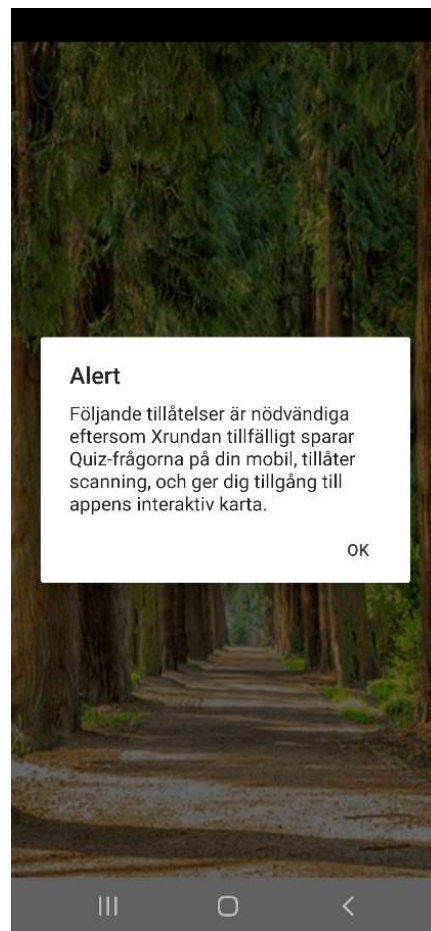 Alert
Följande tillåtelser är nödvändiga
eftersom Xrundan tillfälligt sparar
Quiz-frågorna på din mobil, tillåter
scanning, och ger dig tillgång till
appens interaktiv karta.
OK